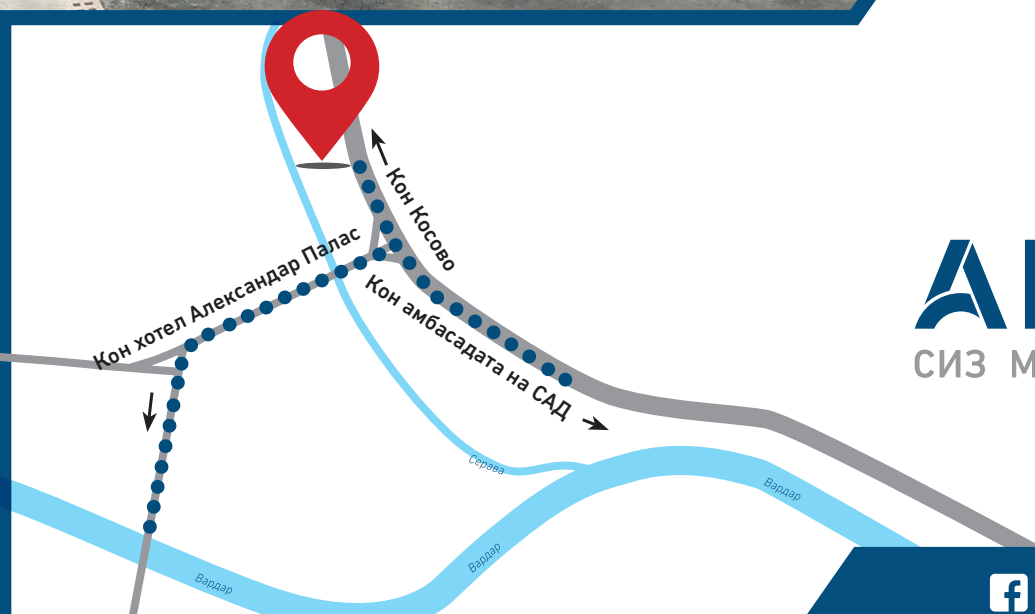 Кон Косово
Кон хотел Александар Палас
Кон амбасадата на САД
СИЗ
Серава
Вардар
Вардар
Вардар